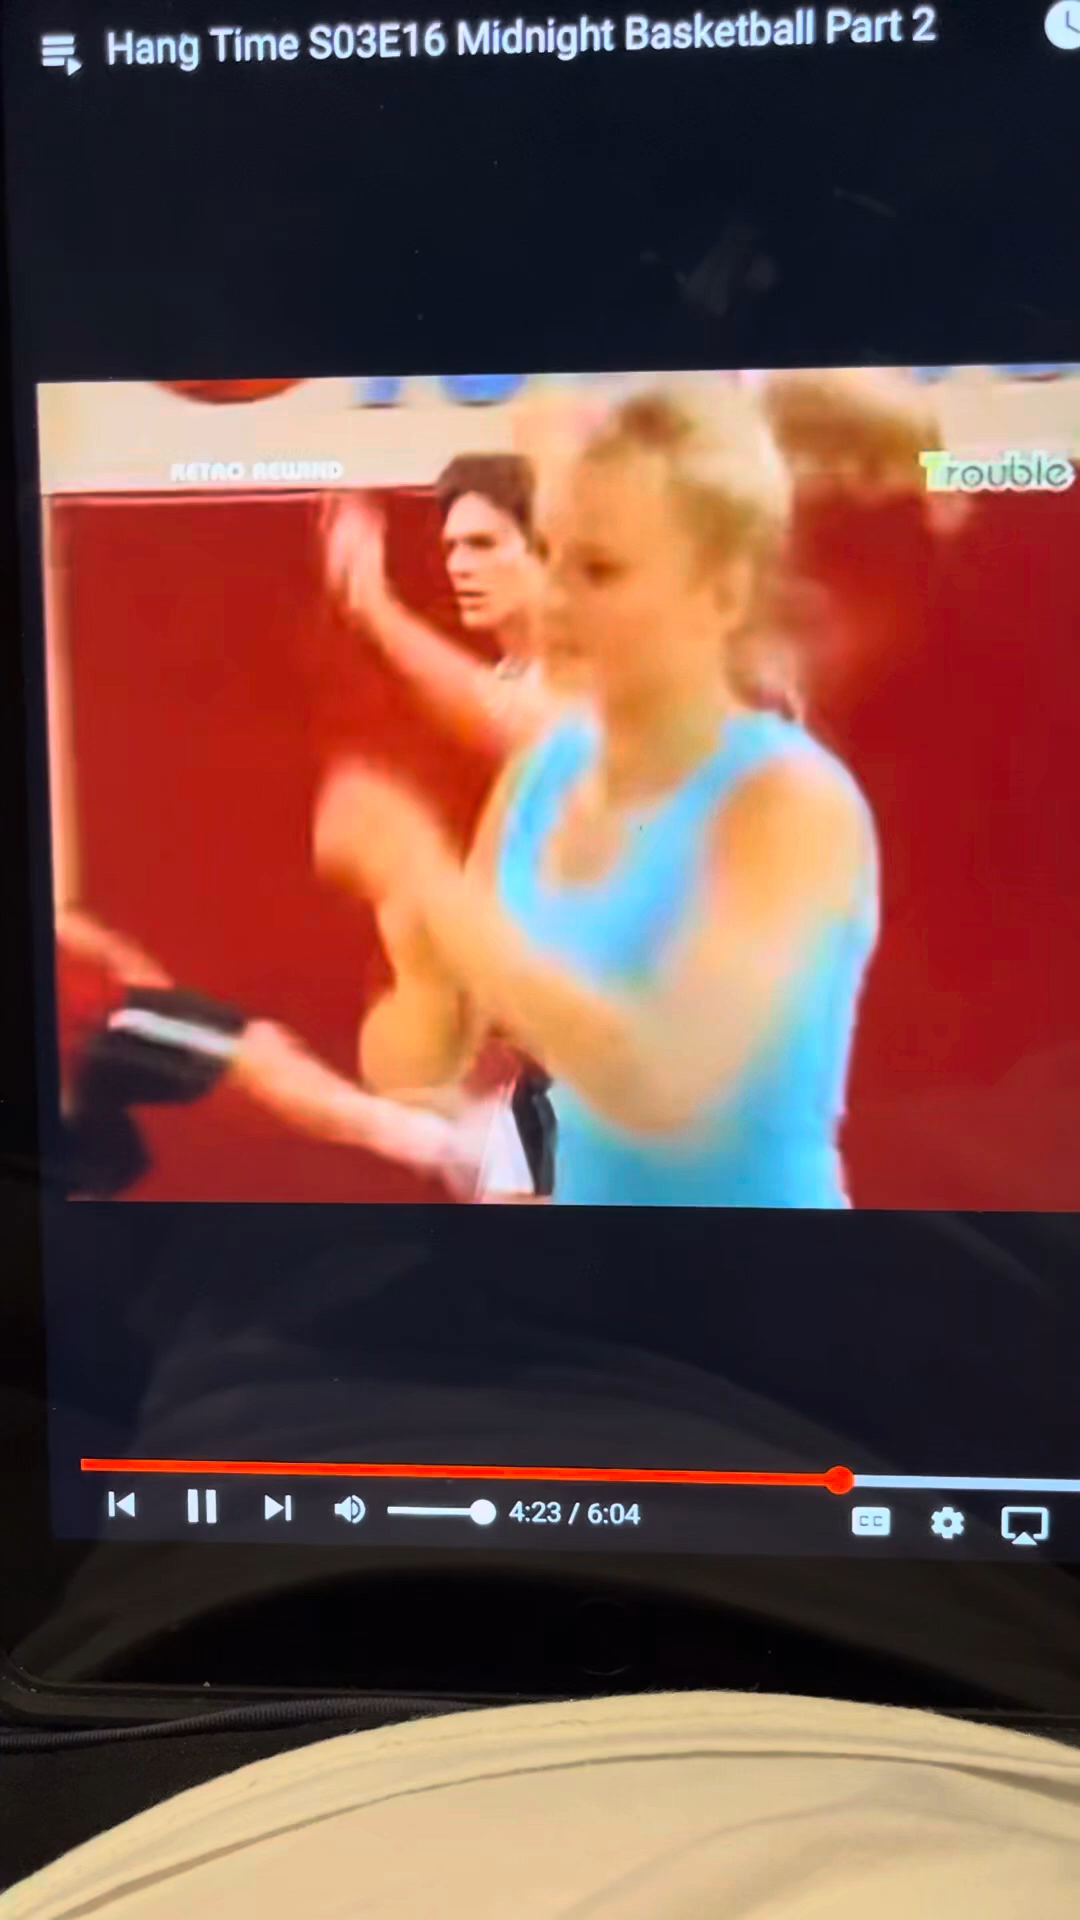 Hang Time S03E16 Midnight Basketball Part 2
RETRO REWIND
Trouble
4:23 / 6:04
CC